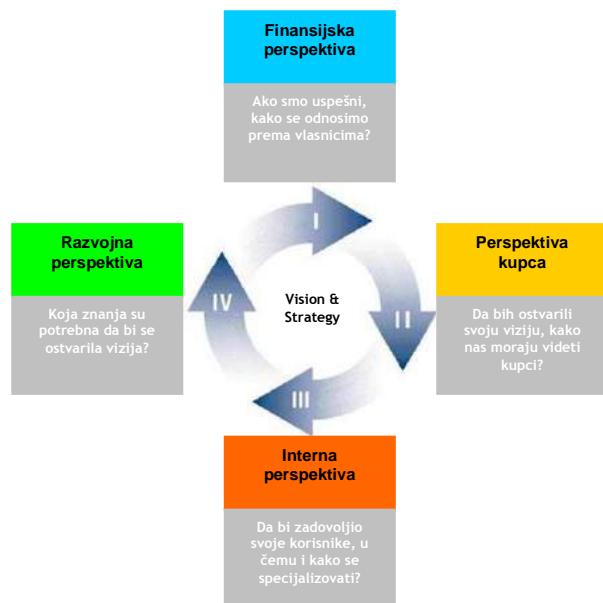 Finansijska
perspektiva
Ako smo uspešni,
kako se odnosimo
prema vlasnicima?
I
Razvojna
perspektiva
Koja znanja su
potrebna da bi se
ostvarila vizija?
IV
Vision &
Strategy
II
Perspektiva
kupca
Da bih ostvarili
svoju viziju, kako
nas moraju videti
kupci?
III
Interna
perspektiva
Da bi zadovoljio
svoje korisnike, u
čemu i kako se
specijalizovati?